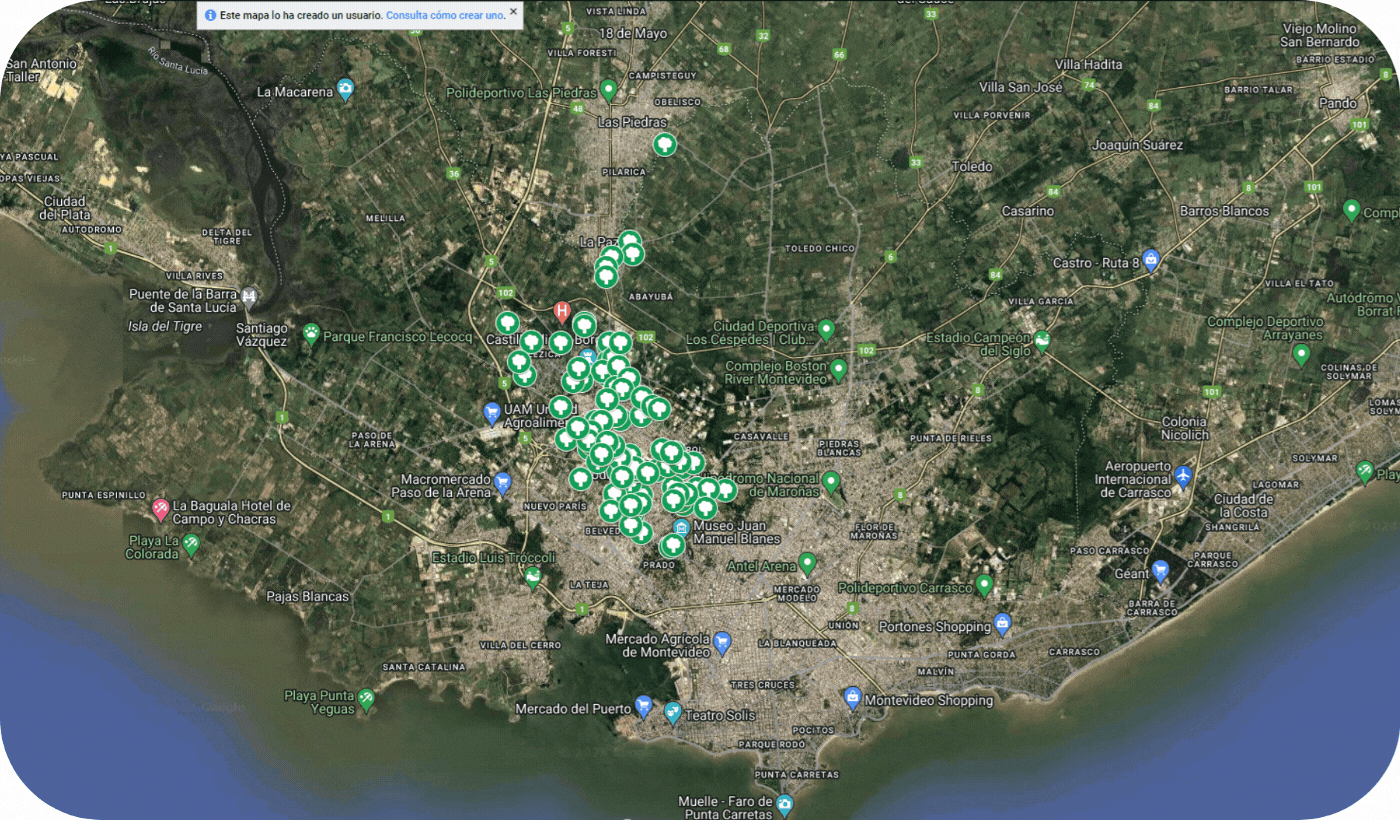 Este mapa lo ha creado un usuario. Consulta cómo crear uno.
VISTA LINDA
18 de Mayo
VILLA FORESTI
CAMPISTEGUY
Polideportivo Las Piedras
OBELISCO
Las Piedras
PILARICA
La Macarena
Río Santa Lucía
San Antonio
-Taller
YA PASCUAL
OPAS VIEJAS
Ciudad
del Plata
AUTODROMO
DELTA DEL
TIGRE
VILLA RIVES
Puente de la Barra
de Santa Lucía
Isla del Tigre
Santiago
Vázquez
Parque Francisco Lecocq
MELILLA
La Paz
ABAYUBÁ
TOLEDO CHICO
Viejo Molino
San Bernardo
BARRIO ESTADIO
Villa Hadita
Villa San José
BARRIO TALAR
Pando
VILLA PORVENIR
Joaquín Suárez
Toledo
Casarino
Barros Blancos
Comp
Castro - Ruta 8
VILLA GARCIA
VILLA EL TATO
Autódromo
Borrat F
Complejo Deportivo
Arrayanes
COLINAS DE
SOLYMAR
Estadio Campeón
del Siglo
Ciudad Deportiva
Los Céspedes | Club...
Complejo Boston
River Montevideo
H
UAM Un
Agroalime
PASO DE
LA ARENA
Macromercado
Paso de la Arena
PUNTA ESPINILLO
La Baguala Hotel de
Campo y Chacras
Playa La
Colorada
NUEVO PARÍS
BELVED
CASAVALLE
PIEDRAS
BLANCAS
PUNTA DE RIELES
Colonia
Nicolich
LOMAS
SOLYMAR
Play
LAGOMAR
Aeropuerto
Internacional
de Carrasco
Ciudad de
la Costa
SHANGRILÁ
PARQUE
CARRASCO
PASO CARRASCO
Géant
BARRA DE
CARRASCO
Nacional
de Maroñas
FLOR DE
MAROÑAS
Museo Juan
Manuel Blanes
Estadio Luis Tróccoli
PRADO
Antel Arena
MERCADO
MODELO
Polideportivo Carrasco
Pajas Blancas
LA TEJA
Portones Shopping
UNIÓN
Mercado Agrícola
de Montevideo
LA BLANQUEADA
PUNTA GORDA
CARRASCO
VILLA DEL CERRO
SANTA CATALINA
MALVÍN
TRES CRUCES
Playa Punta
Yeguas
Mercado del Puerto
Teatro Solís
Montevideo Shopping
POCITOS
PARQUE RODÓ
PUNTA CARRETAS
Muelle - Faro de
Punta Carretas